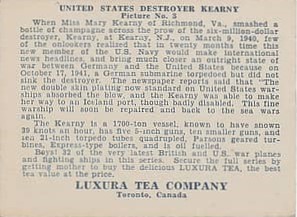 UNITED STATES DESTROYER KEARNY
Picture No. 3
When Miss Mary Kearny of Richmond, Va., smashed a
bottle of champagne across the prow of the six-million-dollar
destroyer, Kearny, at Kearny, N.J., on March 9, 1940, few
of the onlookers realized that in twenty months time this
new member of the U.S. Navy would make international
news headlines, and bring much closer an outright state of
war between Germany and the United States because on
October 17, 1941, a German submarine torpedoed but did not
sink the destroyer. The newspaper reports said that "The
new double skin plating now standard on United States war-
ships absorbed the blow, and the Kearny was able to make
her way to an Iceland port, though badly disabled. This fine
warship will soon be repaired and back to the sea wars
again.
The Kearny is a 1700-ton vessel, known to have shown
39 knots an hour, has five 5-inch guns, ten smaller guns, and
ten 21-inch torpedo tubes quadrupled, Parsons geared tur-
bines, Express-type boilers, and is oil fuelled.
Boys! 32 of the very latest British and U.S. war planes
and fighting ships in this series. Secure the full series by
getting mother to buy the delicious LUXURA TEA, the best
tea value at the price.
LUXURA TEA COMPANY
Toronto, Canada